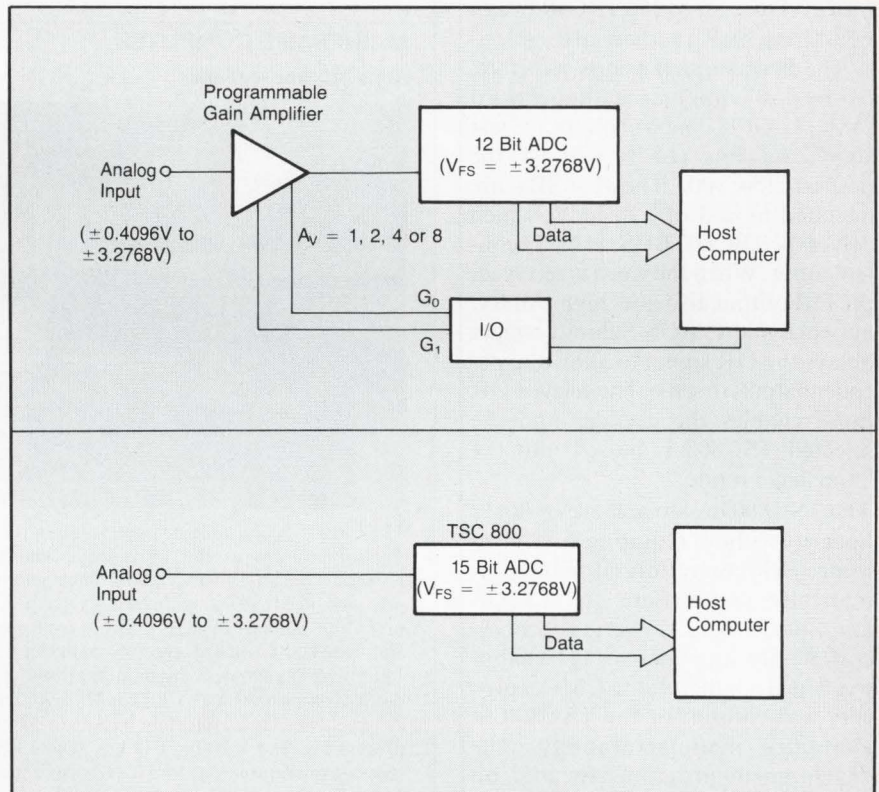 Programmable
Gain Amplifier
Analog
Input
(±0.4096V to
±3.2768V)
A_V = 1, 2, 4 or 8
12 Bit ADC
(V_FS = ±3.2768V)
Data
Host
Computer
G_0
G_1
I/O
TSC 800
Analog
Input
(±0.4096V to ±3.2768V)
15 Bit ADC
(V_FS = ±3.2768V)
Data
Host
Computer